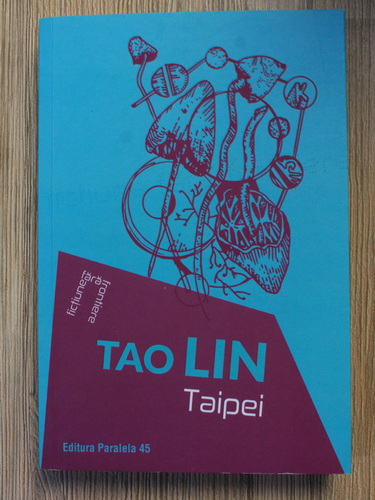 ficțiune fără
frontiere
TAO LIN
Taipei
Editura Paralela 45